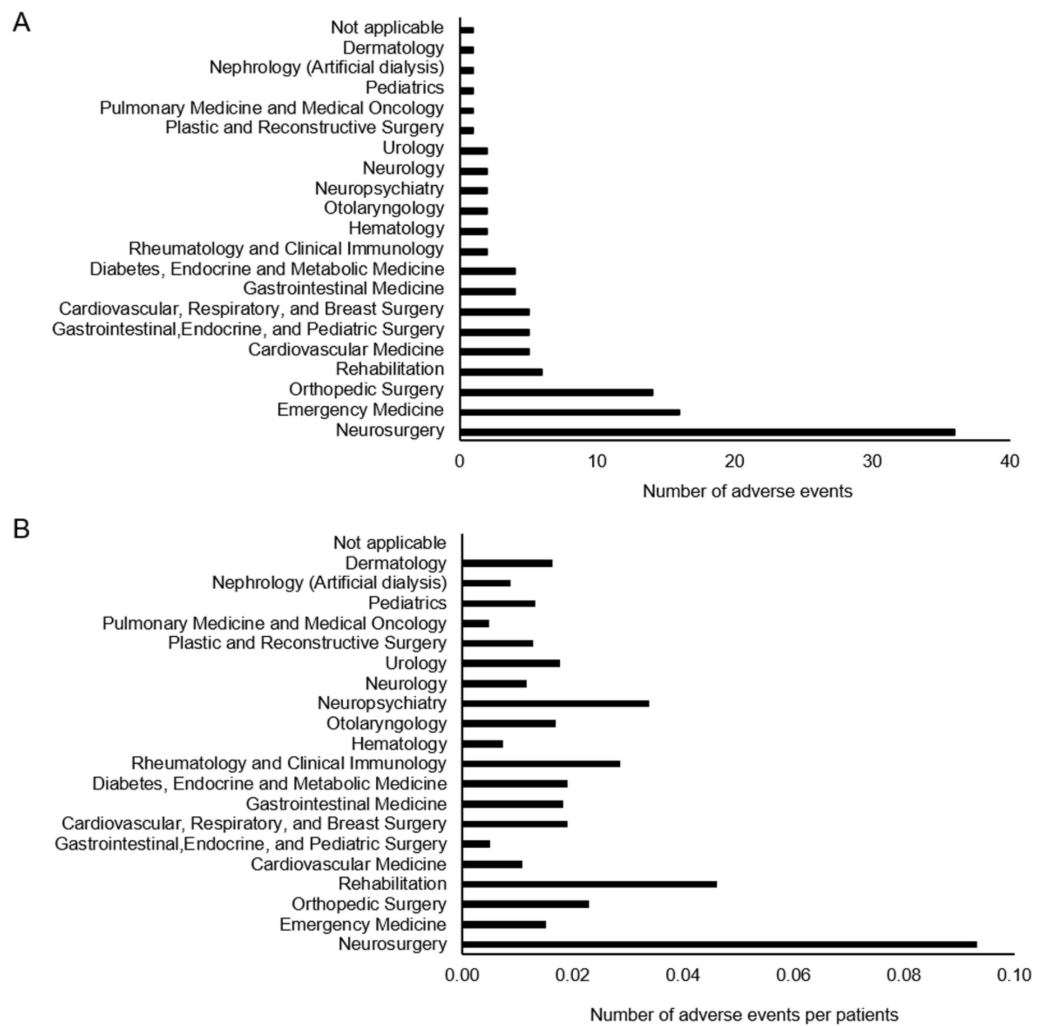 A
Not applicable
Dermatology
Nephrology (Artificial dialysis)
Pediatrics
Pulmonary Medicine and Medical Oncology
Plastic and Reconstructive Surgery
Urology
Neurology
Neuropsychiatry
Otolaryngology
Hematology
Rheumatology and Clinical Immunology
Diabetes, Endocrine and Metabolic Medicine
Gastrointestinal Medicine
Cardiovascular, Respiratory, and Breast Surgery
Gastrointestinal,Endocrine, and Pediatric Surgery
Cardiovascular Medicine
Rehabilitation
Orthopedic Surgery
Emergency Medicine
Neurosurgery
0 10 20 30 40
Number of adverse events
B
Not applicable
Dermatology
Nephrology (Artificial dialysis)
Pediatrics
Pulmonary Medicine and Medical Oncology
Plastic and Reconstructive Surgery
Urology
Neurology
Neuropsychiatry
Otolaryngology
Hematology
Rheumatology and Clinical Immunology
Diabetes, Endocrine and Metabolic Medicine
Gastrointestinal Medicine
Cardiovascular, Respiratory, and Breast Surgery
Gastrointestinal,Endocrine, and Pediatric Surgery
Cardiovascular Medicine
Rehabilitation
Orthopedic Surgery
Emergency Medicine
Neurosurgery
0.00 0.02 0.04 0.06 0.08 0.10
Number of adverse events per patients